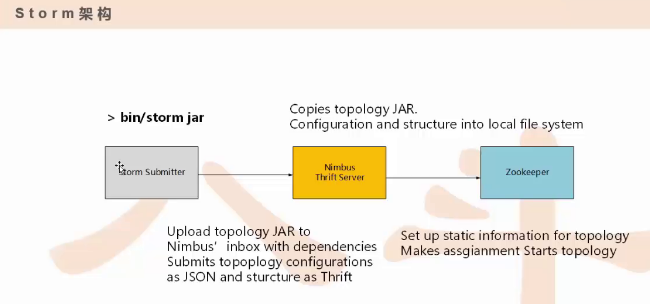 Storm架构
> bin/storm jar
Copies topology JAR.
Configuration and structure into local file system
Storm Submitter
Nimbus
Thrift Server
Zookeeper
Upload topology JAR to
Nimbus' inbox with dependencies
Submits topopology configurations
as JSON and sturcture as Thrift
Set up static information for topology
Makes assgianment Starts topology